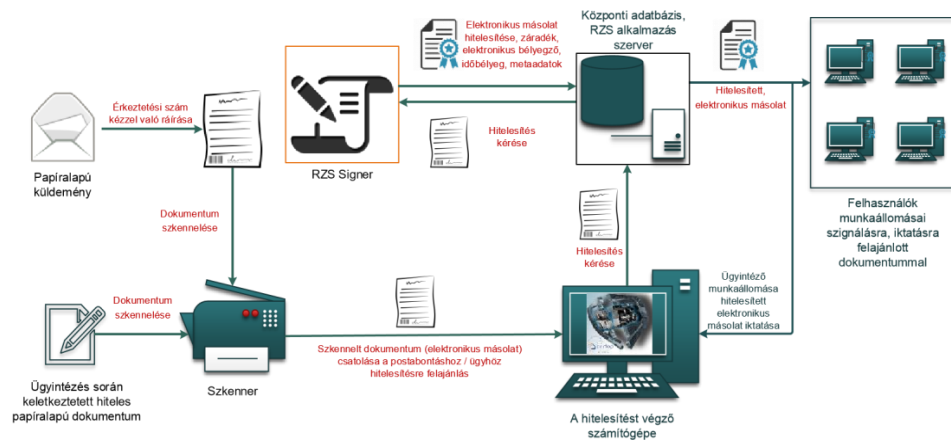 Elektronikus másolat
hitelesítése, záradék,
elektronikus bélyegző,
időbélyeg, metaadatok
Központi adatbázis,
RZS alkalmazás
szerver
Érkeztetési szám
kézzel való ráírása
Papíralapú
küldemény
RZS Signer
Hitelesítés
kérése
Hitelesített,
elektronikus másolat
Felhasználók
munkaállomásai
szignálásra, iktatásra
felajánlott
dokumentummal
Dokumentum
szkennelése
Hitelesítés
kérése
Ügyintéző
munkaállomása
hitelesített
elektronikus
másolat iktatása
Dokumentum
szkennelése
Szkennelt dokumentum (elektronikus másolat)
csatolása a postabontáshoz / ügyhöz
hitelesítésre felajánlás
Szkenner
Ügyintézés során
keletkeztetett hiteles
papíralapú dokumentum
A hitelesítést végző
számítógépe